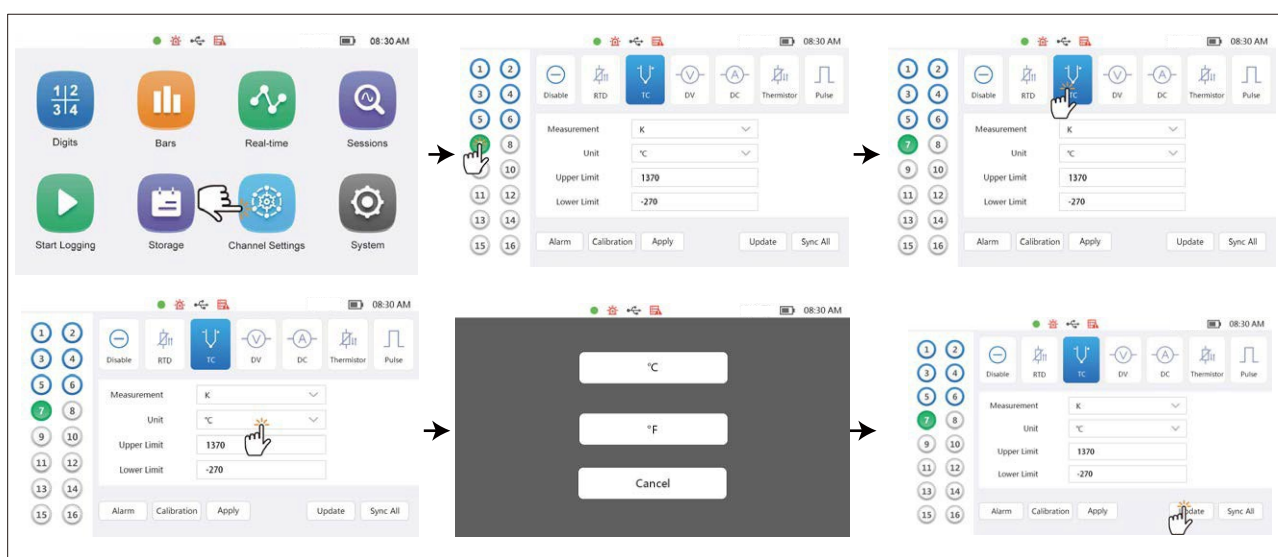 08:30 AM
1 2
3 4
Digits Bars Real-time Sessions
Start Logging Storage Channel Settings System
08:30 AM
1 2
3 4
5 6
8
10
11 12
13 14
15 16
Disable RTD TC DV DC Thermistor Pulse
Measurement K
Unit °C
Upper Limit 1370
Lower Limit -270
Alarm Calibration Apply Update Sync All
08:30 AM
1 2
3 4
5 6
7 8
9 10
11 12
13 14
15 16
Disable RTD TC DV DC Thermistor Pulse
Measurement K
Unit °C
Upper Limit 1370
Lower Limit -270
Alarm Calibration Apply Update Sync All
08:30 AM
1 2
3 4
5 6
7 8
9 10
11 12
13 14
15 16
Disable RTD TC DV DC Thermistor Pulse
Measurement K
Unit °C
Upper Limit 1370
Lower Limit -270
Alarm Calibration Apply Update Sync All
08:30 AM
°C
°F
Cancel
08:30 AM
1 2
3 4
5 6
7 8
9 10
11 12
13 14
15 16
Disable RTD TC DV DC Thermistor Pulse
Measurement K
Unit °C
Upper Limit 1370
Lower Limit -270
Alarm Calibration Apply Update Sync All